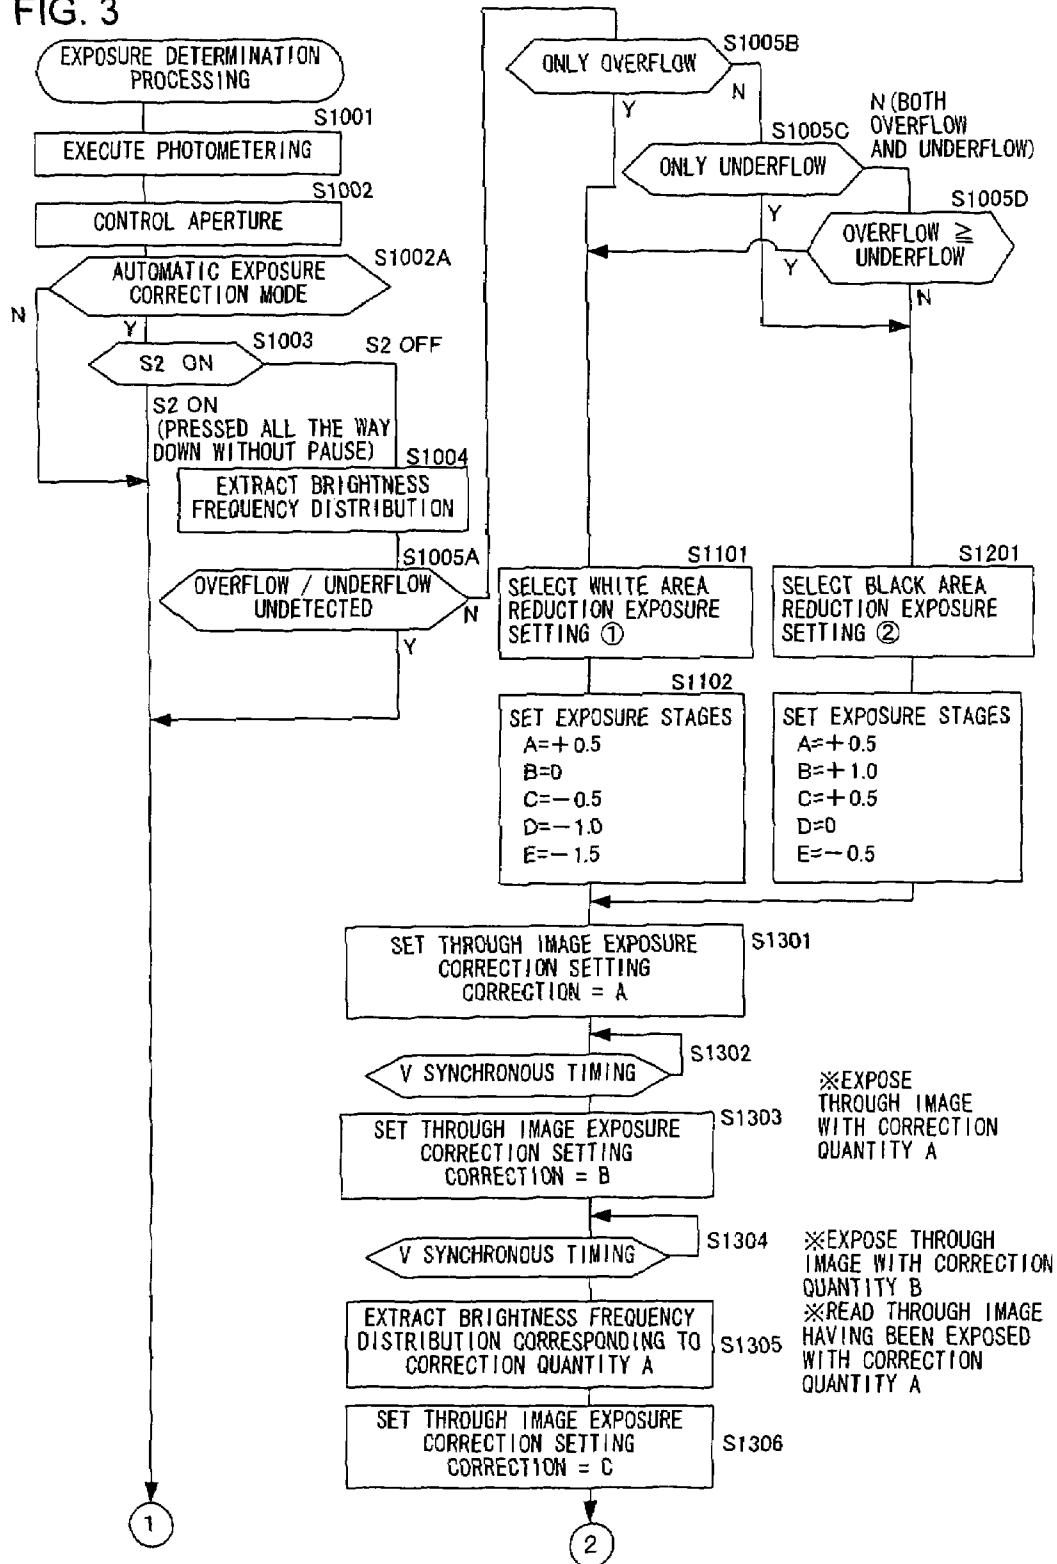 FIG. 3
EXPOSURE DETERMINATION
PROCESSING
S1001
EXECUTE PHOTOMETERING
S1002
CONTROL APERTURE
S1002A
AUTOMATIC EXPOSURE
CORRECTION MODE
N
Y
S1003
S2 ON
S2 OFF
S2 ON
(PRESSED ALL THE WAY
DOWN WITHOUT PAUSE)
S1004
EXTRACT BRIGHTNESS
FREQUENCY DISTRIBUTION
S1005A
OVERFLOW / UNDERFLOW
UNDETECTED
N
Y
S1005B
ONLY OVERFLOW
Y
N
S1005C
ONLY UNDERFLOW
N (BOTH
OVERFLOW
AND UNDERFLOW)
Y
S1005D
OVERFLOW ≧
UNDERFLOW
Y
N
S1101
SELECT WHITE AREA
REDUCTION EXPOSURE
SETTING ①
S1201
SELECT BLACK AREA
REDUCTION EXPOSURE
SETTING ②
S1102
SET EXPOSURE STAGES
A=+0.5
B=0
C=-0.5
D=-1.0
E=-1.5
SET EXPOSURE STAGES
A=+0.5
B=+1.0
C=+0.5
D=0
E=-0.5
SET THROUGH IMAGE EXPOSURE
CORRECTION SETTING
CORRECTION = A
S1301
V SYNCHRONOUS TIMING
S1302
※EXPOSE
THROUGH IMAGE
WITH CORRECTION
QUANTITY A
SET THROUGH IMAGE EXPOSURE
CORRECTION SETTING
CORRECTION = B
S1303
V SYNCHRONOUS TIMING
S1304
※EXPOSE THROUGH
IMAGE WITH CORRECTION
QUANTITY B
※READ THROUGH IMAGE
HAVING BEEN EXPOSED
WITH CORRECTION
QUANTITY A
EXTRACT BRIGHTNESS FREQUENCY
DISTRIBUTION CORRESPONDING TO
CORRECTION QUANTITY A
S1305
SET THROUGH IMAGE EXPOSURE
CORRECTION SETTING
CORRECTION = C
S1306
1
2